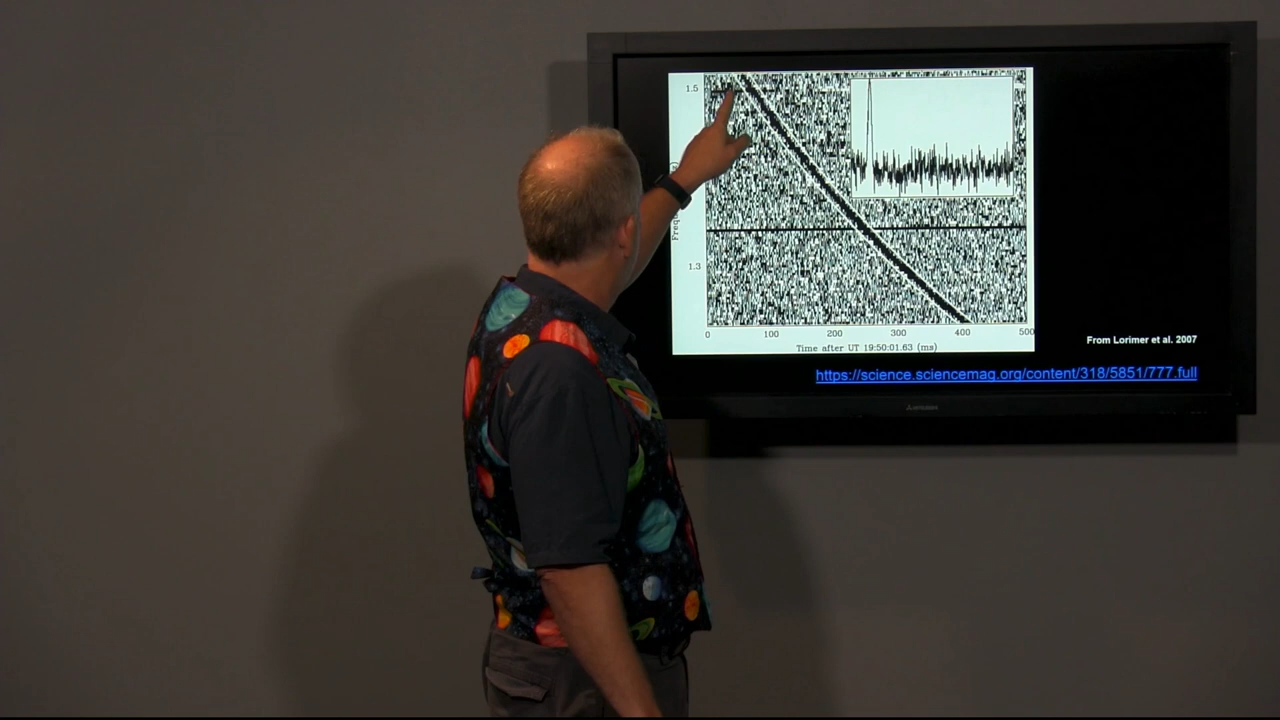 1.5
1.3
0 100 200 300 400 500
Time after UT 19:50:01.63 (ms)
From Lorimer et al. 2007
https://science.sciencemag.org/content/318/5851/777.full